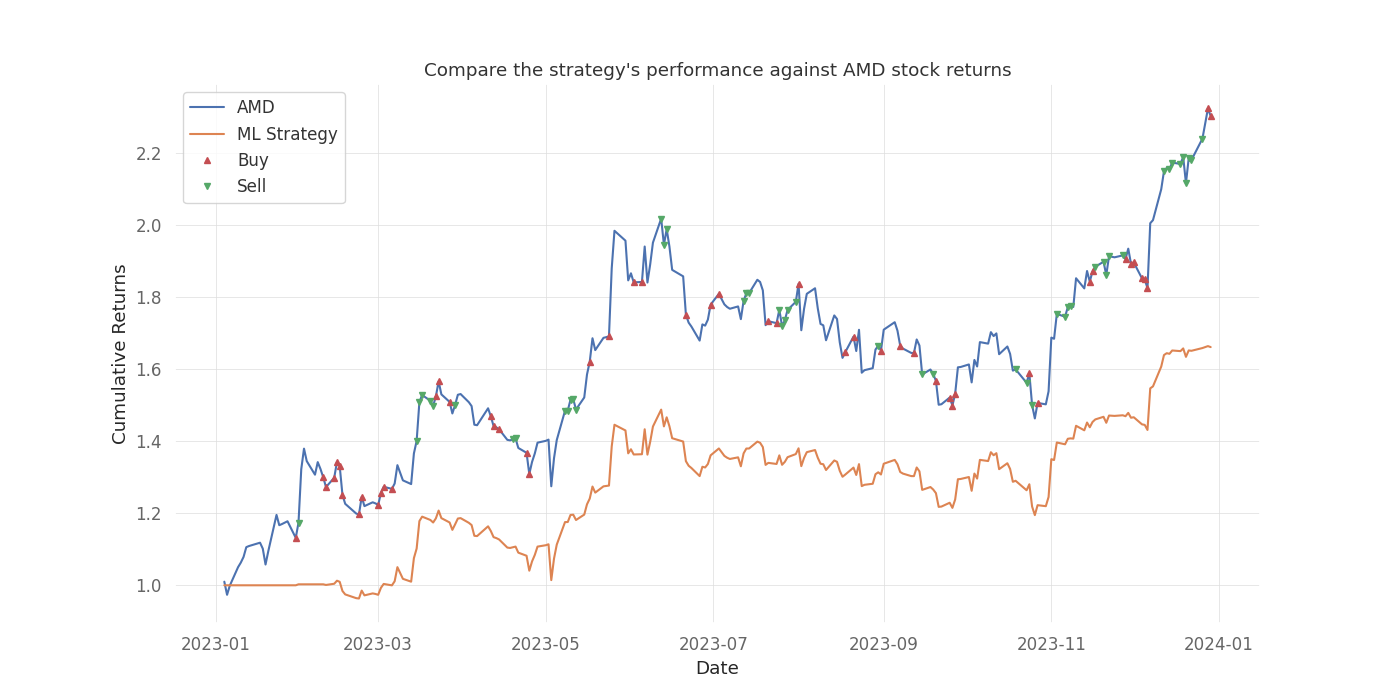 Compare the strategy's performance against AMD stock returns
AMD
ML Strategy
Buy
Sell
Cumulative Returns
2.2
2.0
1.8
1.6
1.4
1.2
1.0
2023-01
2023-03
2023-05
2023-07
2023-09
2023-11
2024-01
Date